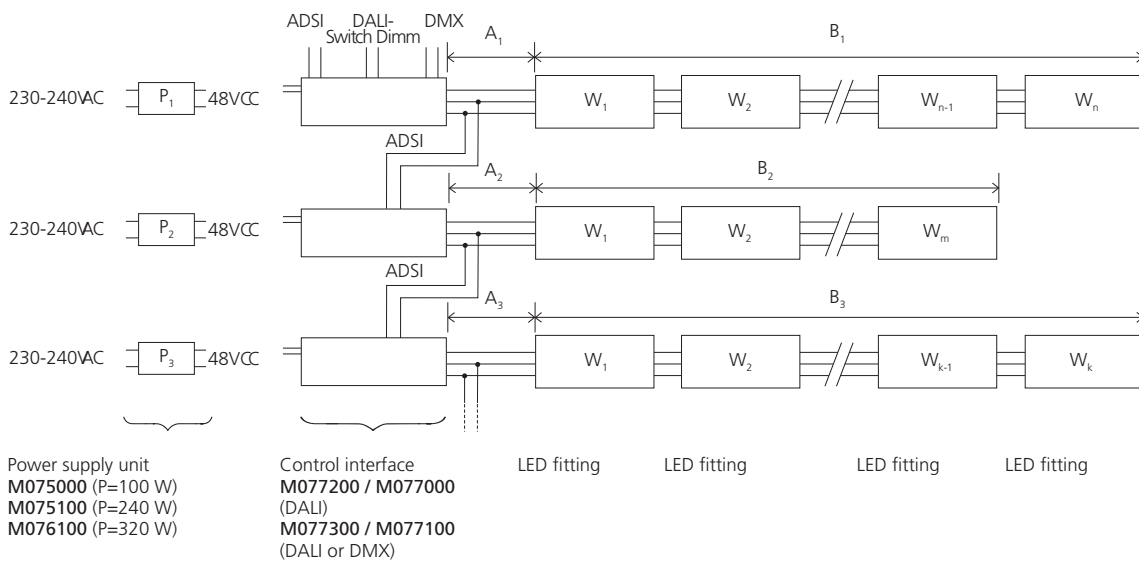 ADSI DALI- DMX
Switch Dimm
A1 B1
230-240VAC P1 48VCC W1 W2 Wn-1 Wn
ADSI
A2 B2
230-240VAC P2 48VCC W1 W2 Wm
ADSI
A3 B3
230-240VAC P3 48VCC W1 W2 Wk-1 Wk
Power supply unit
M075000 (P=100 W)
M075100 (P=240 W)
M076100 (P=320 W)
Control interface
M077200 / M077000
(DALI)
M077300 / M077100
(DALI or DMX)
LED fitting LED fitting LED fitting LED fitting